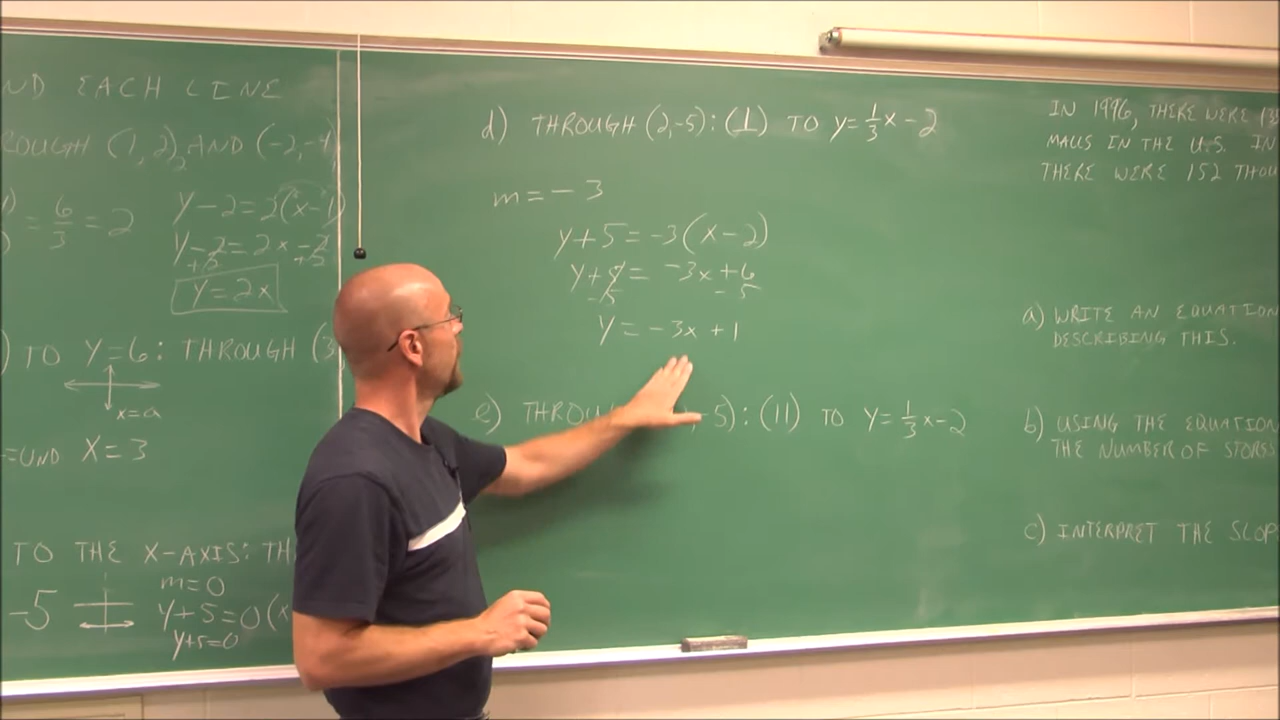 ND EACH LINE
ROUGH (1, 2) AND (-2, -4
= 6/3 = 2
y-2=2(x-1)
y-2=2x-2
+2 +2
y=2x
) TO Y=6: THROUGH (3,
x=a
UND X=3
TO THE X-AXIS: TH
m=0
-5
y+5=0(x
y+5=0
d) THROUGH (2,-5): (⊥) TO y=1/3x-2
m=-3
y+5=-3(x-2)
y+5=-3x+6
-5 -5
y=-3x+1
e) THROU -5): (11) TO y=1/3x-2
IN 1996, THERE WERE
MALLS IN THE U.S. IN
THERE WERE 152 THOU
a) WRITE AN EQUATION
DESCRIBING THIS.
b) USING THE EQUATION
THE NUMBER OF STORES
c) INTERPRET THE SLOP